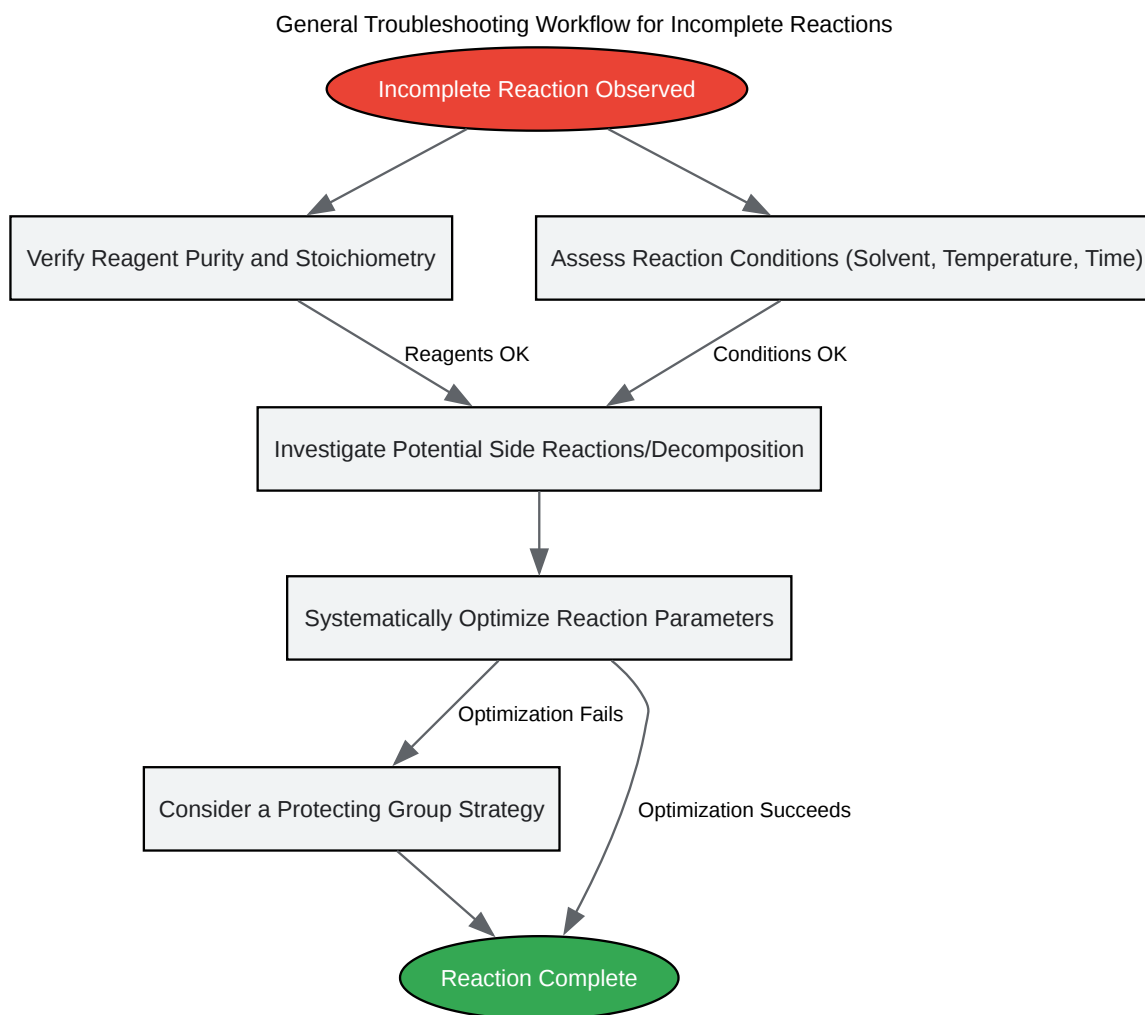 General Troubleshooting Workflow for Incomplete Reactions
Incomplete Reaction Observed
Verify Reagent Purity and Stoichiometry
Assess Reaction Conditions (Solvent, Temperature, Time)
Reagents OK
Conditions OK
Investigate Potential Side Reactions/Decomposition
Systematically Optimize Reaction Parameters
Optimization Fails
Consider a Protecting Group Strategy
Optimization Succeeds
Reaction Complete